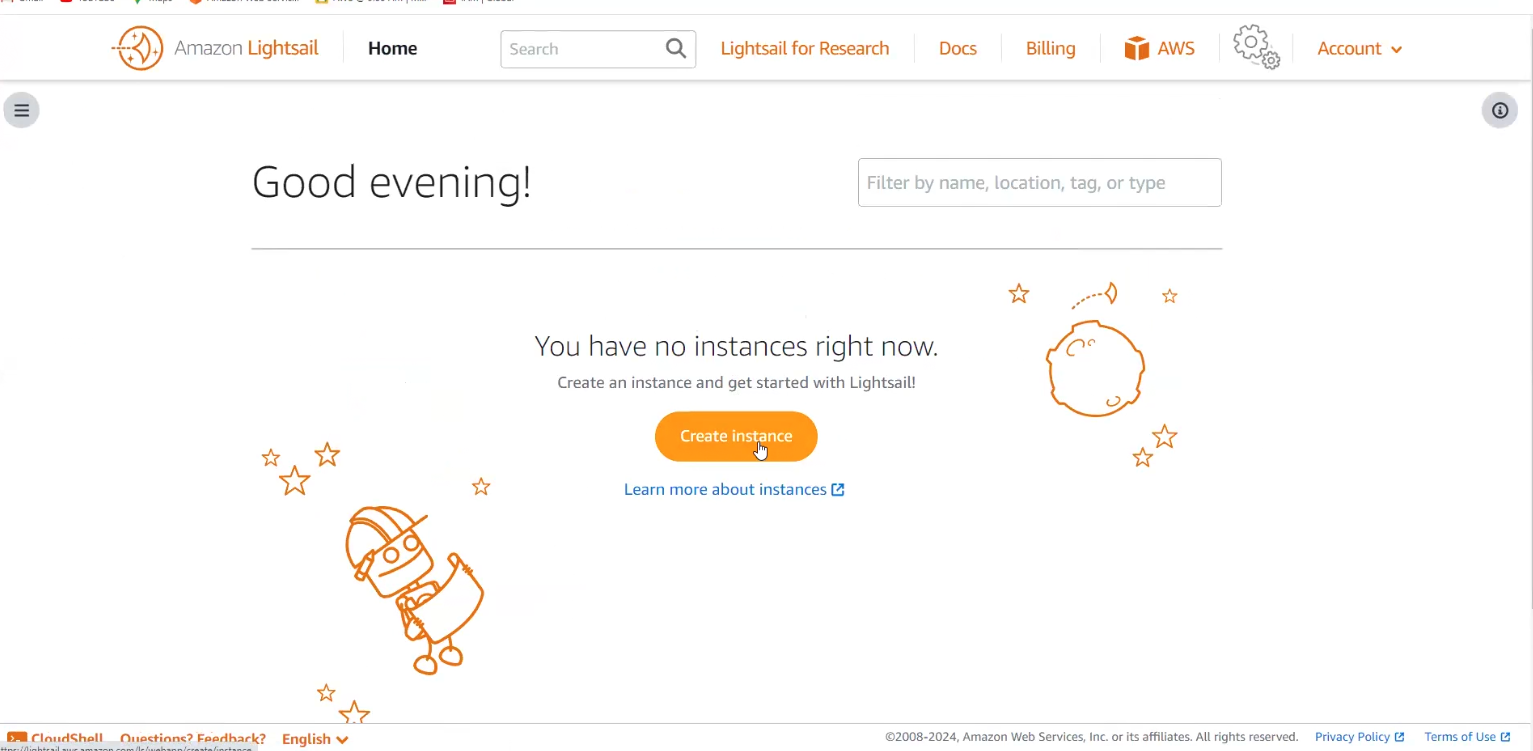 Amazon Lightsail
Home
Search
Lightsail for Research
Docs
Billing
AWS
Account
Good evening!
Filter by name, location, tag, or type
You have no instances right now.
Create an instance and get started with Lightsail!
Create instance
Learn more about instances
CloudShell
Questions? Feedback?
English
©2008-2024, Amazon Web Services, Inc. or its affiliates. All rights reserved.
Privacy Policy
Terms of Use